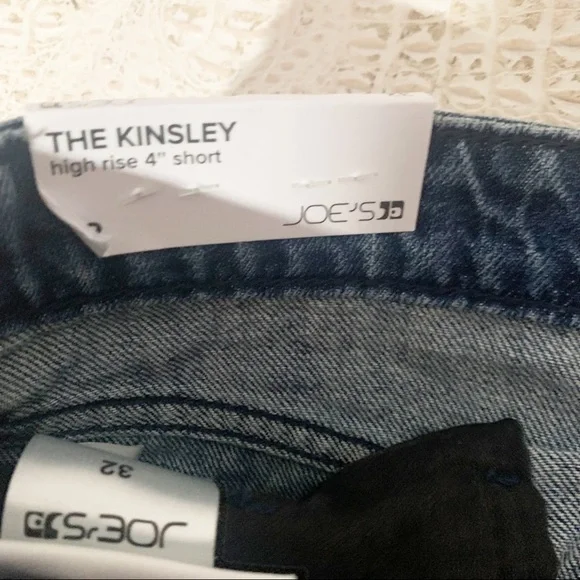 THE KINSLEY
high rise 4" short
JOE'S
32
JOE'S